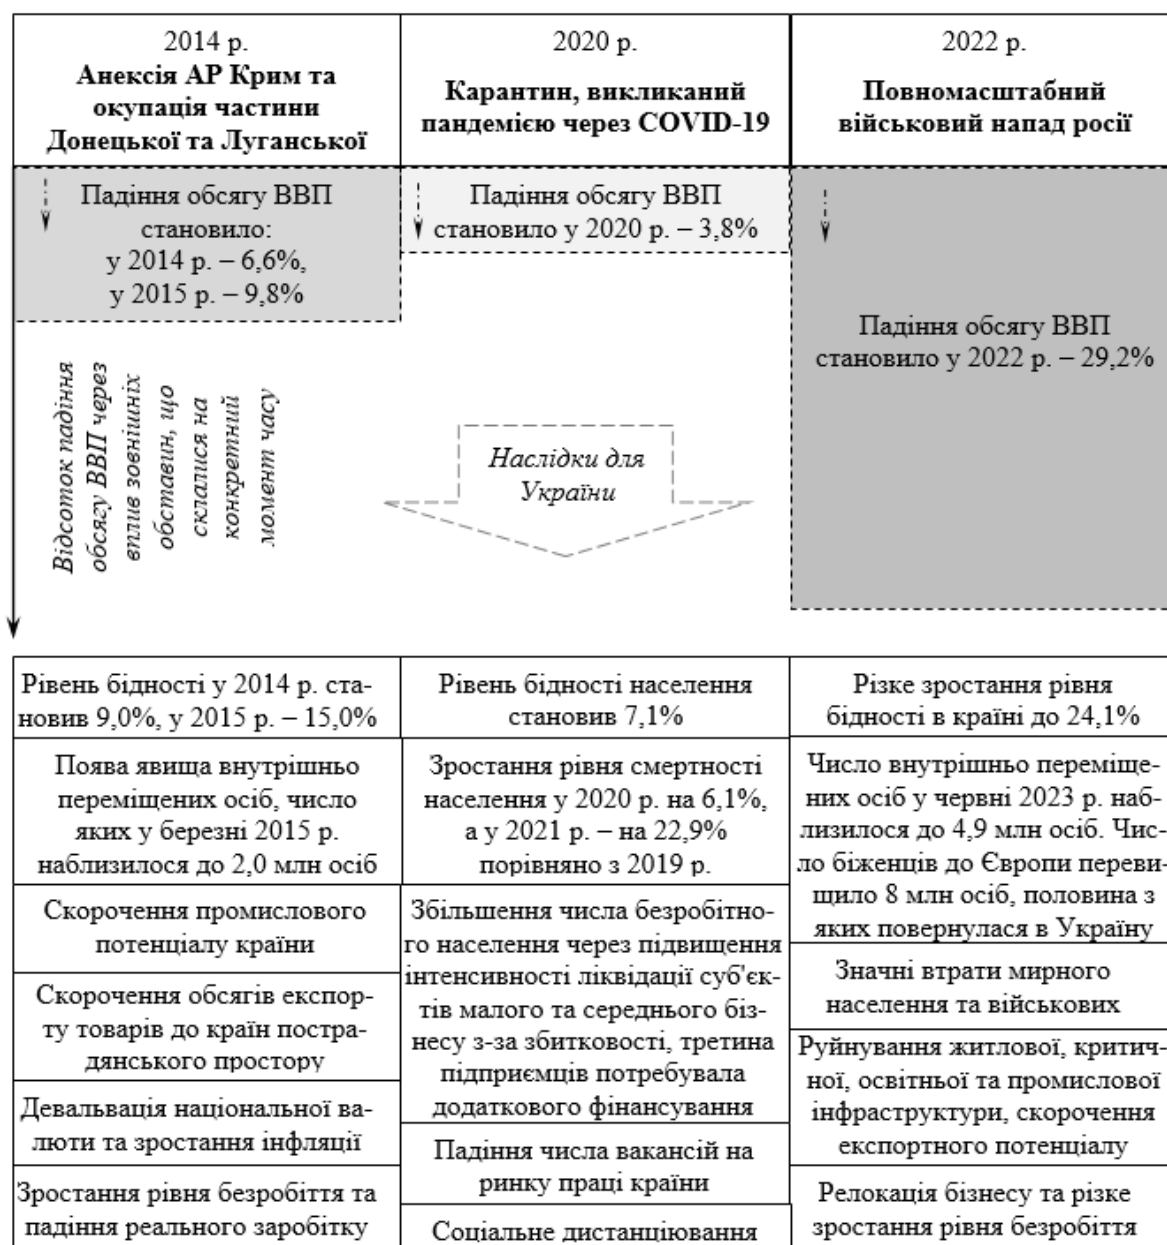 2014 р.
Анексія АР Крим та
окупація частини
Донецької та Луганської
2020 р.
Карантин, викликаний
пандемією через COVID-19
2022 р.
Повномасштабний
військовий напад росії
Падіння обсягу ВВП
становило:
у 2014 р. – 6,6%,
у 2015 р. – 9,8%
Падіння обсягу ВВП
становило у 2020 р. – 3,8%
Падіння обсягу ВВП
становило у 2022 р. – 29,2%
Відсоток падіння
обсягу ВВП через
вплив зовнішніх
обставин, що
склалися на
конкретний
момент часу
Наслідки для
України
Рівень бідності у 2014 р. ста-
новив 9,0%, у 2015 р. – 15,0%
Поява явища внутрішньо
переміщених осіб, число
яких у березні 2015 р.
наблизилося до 2,0 млн осіб
Скорочення промислового
потенціалу країни
Скорочення обсягів експор-
ту товарів до країн постра-
дянського простору
Девальвація національної ва-
люти та зростання інфляції
Зростання рівня безробіття та
падіння реального заробітку
Рівень бідності населення
становив 7,1%
Зростання рівня смертності
населення у 2020 р. на 6,1%,
а у 2021 р. – на 22,9%
порівняно з 2019 р.
Збільшення числа безробітно-
го населення через підвищення
інтенсивності ліквідації суб'єк-
тів малого та середнього біз-
несу з-за збитковості, третина
підприємців потребувала
додаткового фінансування
Падіння числа вакансій на
ринку праці країни
Соціальне дистанціювання
Різке зростання рівня
бідності в країні до 24,1%
Число внутрішньо переміще-
них осіб у червні 2023 р. наб-
лизилося до 4,9 млн осіб. Чис-
ло біженців до Європи переви-
щило 8 млн осіб, половина з
яких повернулася в Україну
Значні втрати мирного
населення та військових
Руйнування житлової, критич-
ної, освітньої та промислової
інфраструктури, скорочення
експортного потенціалу
Релокація бізнесу та різке
зростання рівня безробіття